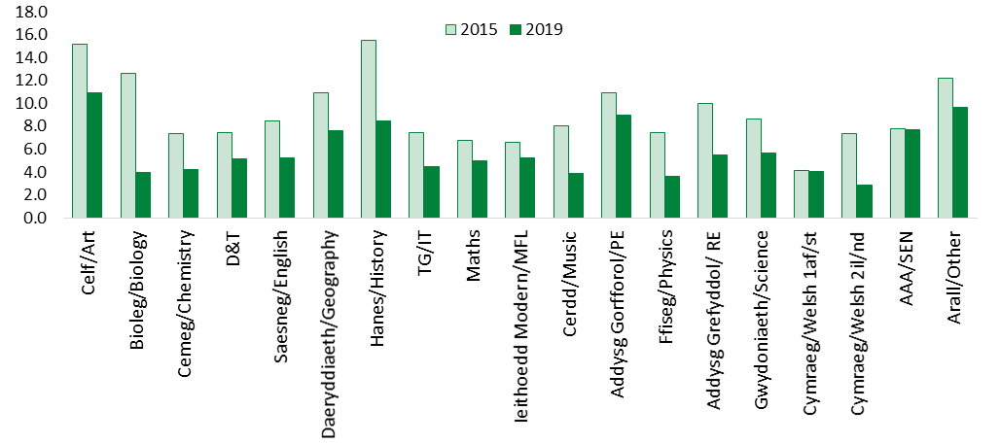 2015 2019
18.0
16.0
14.0
12.0
10.0
8.0
6.0
4.0
2.0
0.0
Celf/Art
Bioleg/Biology
Cemeg/Chemistry
D&T
Saesneg/English
Daeryddiaeth/Geography
Hanes/History
TG/IT
Maths
Ieithoedd Modern/MFL
Cerdd/Music
Addysg Gorfforol/PE
Ffiseg/Physics
Addysg Grefyddol/ RE
Gwydoniaeth/Science
Cymraeg/Welsh 1af/st
Cymraeg/Welsh 2il/nd
AAA/SEN
Arall/Other